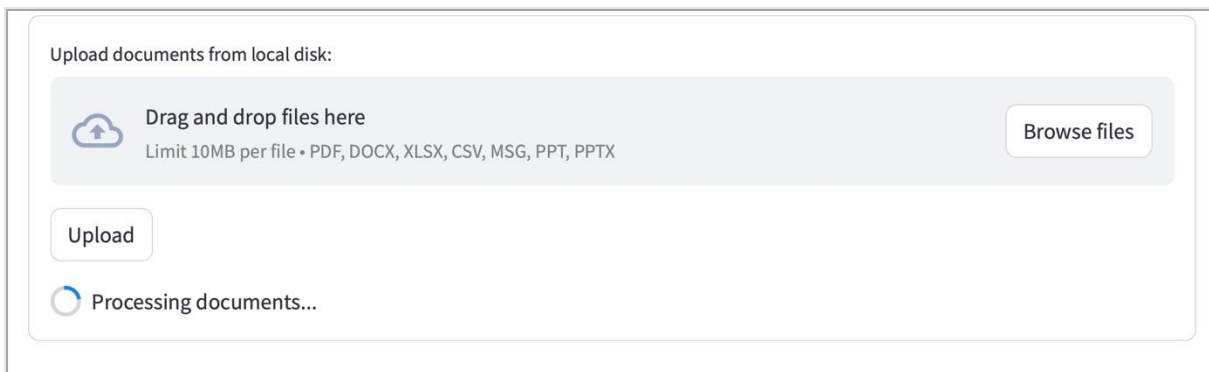 Upload documents from local disk:
Drag and drop files here
Limit 10MB per file • PDF, DOCX, XLSX, CSV, MSG, PPT, PPTX
Browse files
Upload
Processing documents...